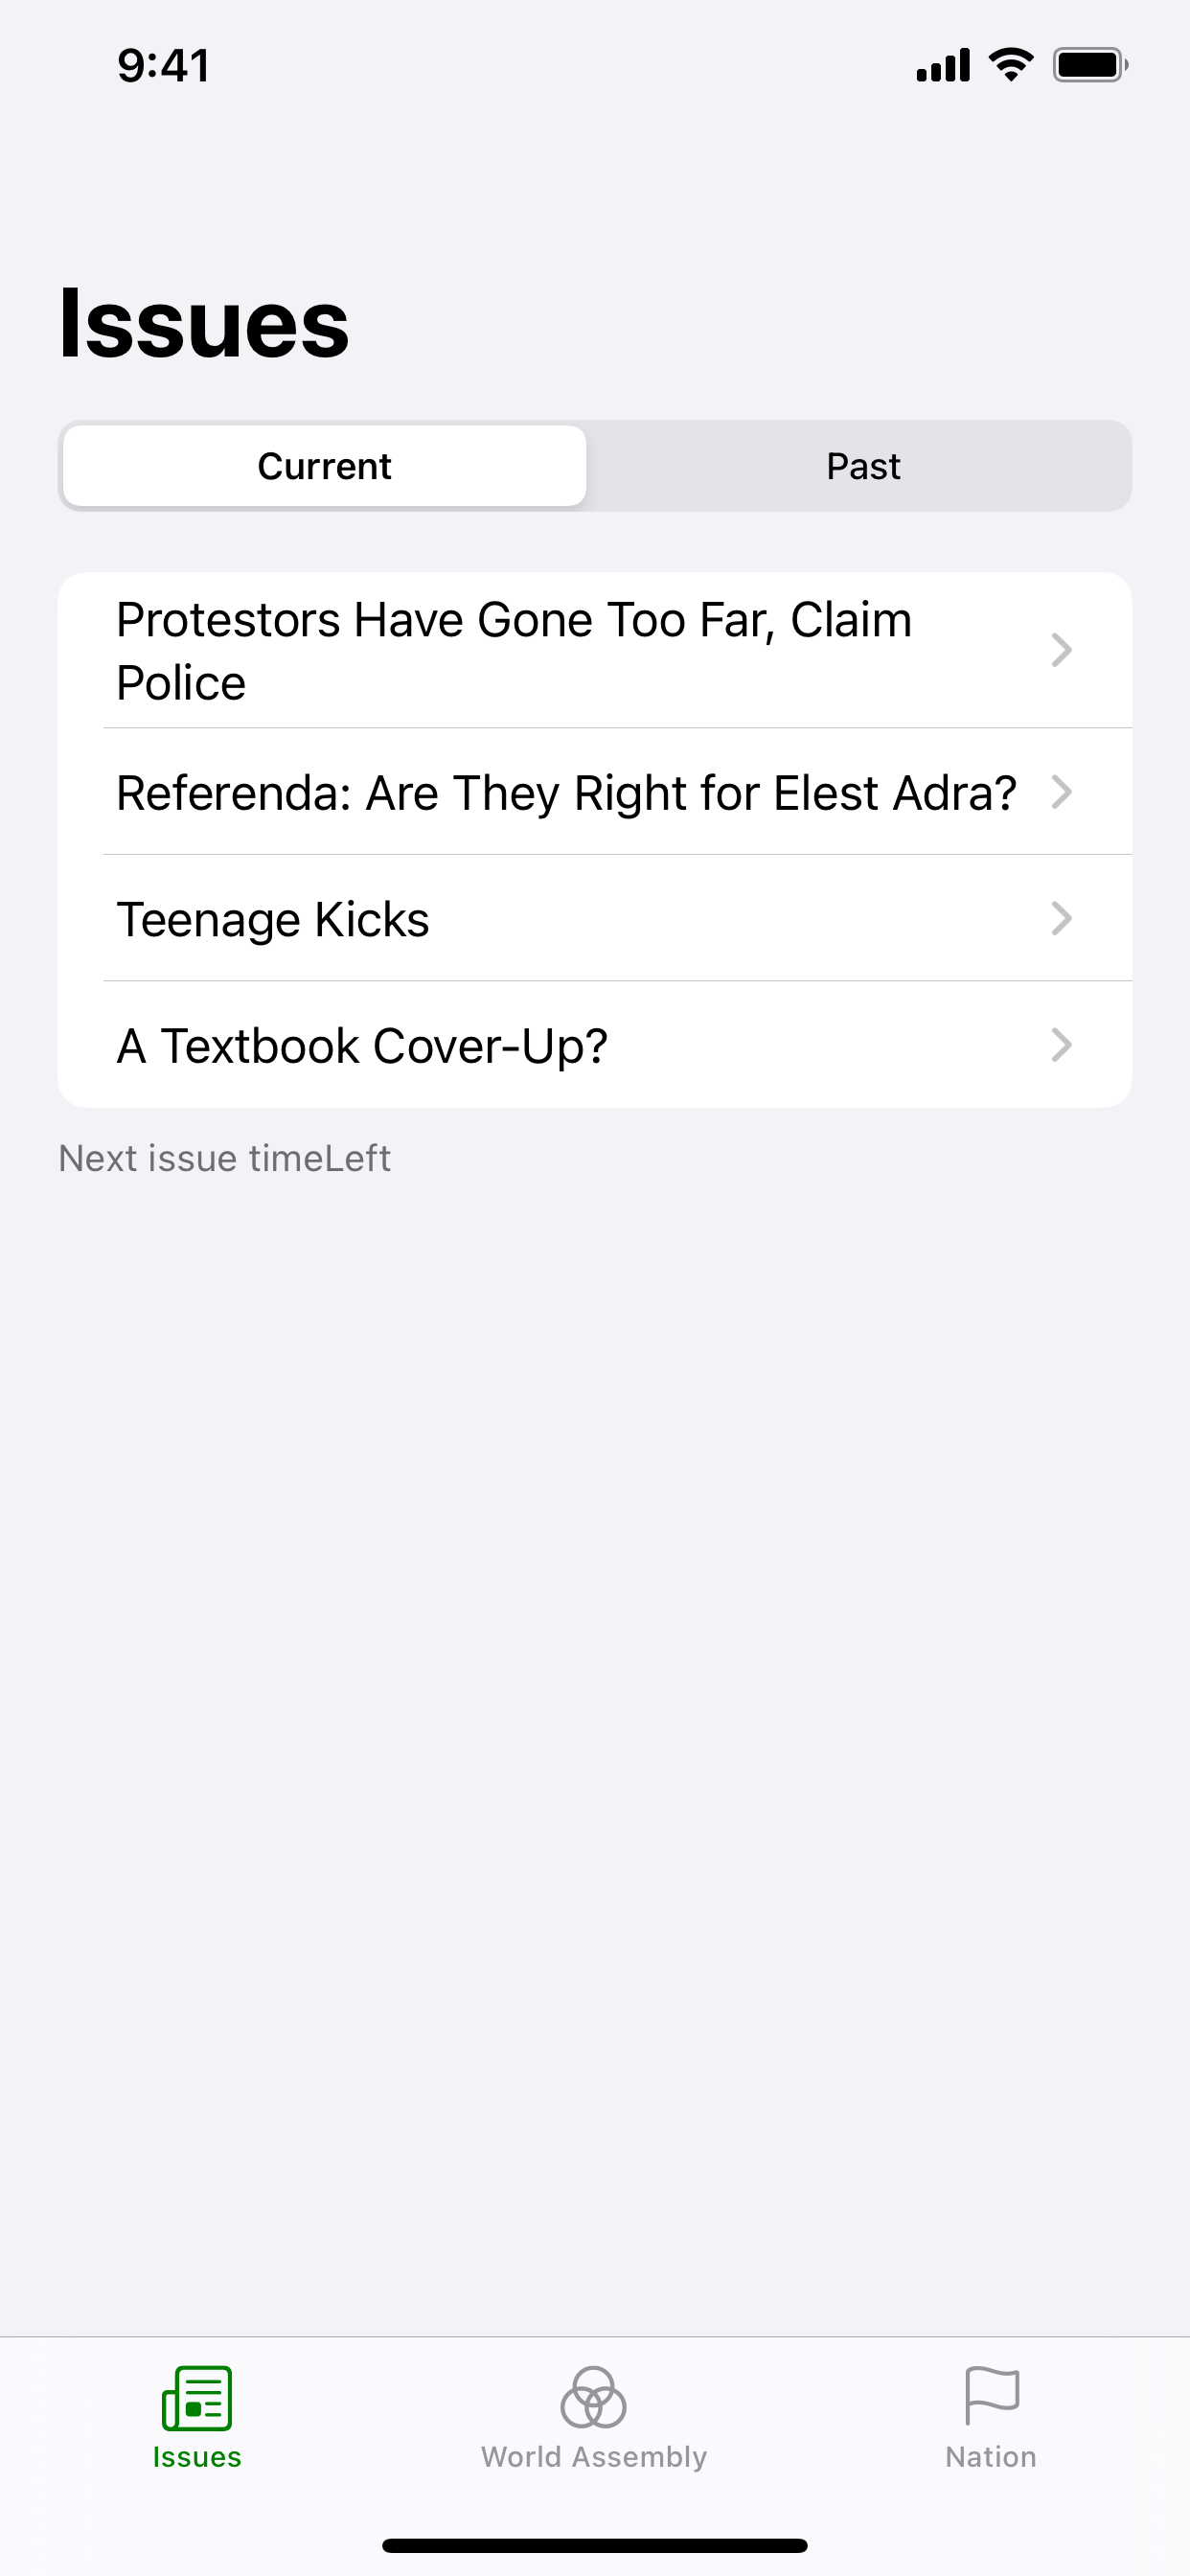 9:41
Issues
Current
Past
Protestors Have Gone Too Far, Claim
Police
Referenda: Are They Right for Elest Adra?
Teenage Kicks
A Textbook Cover-Up?
Next issue timeLeft
Issues
World Assembly
Nation